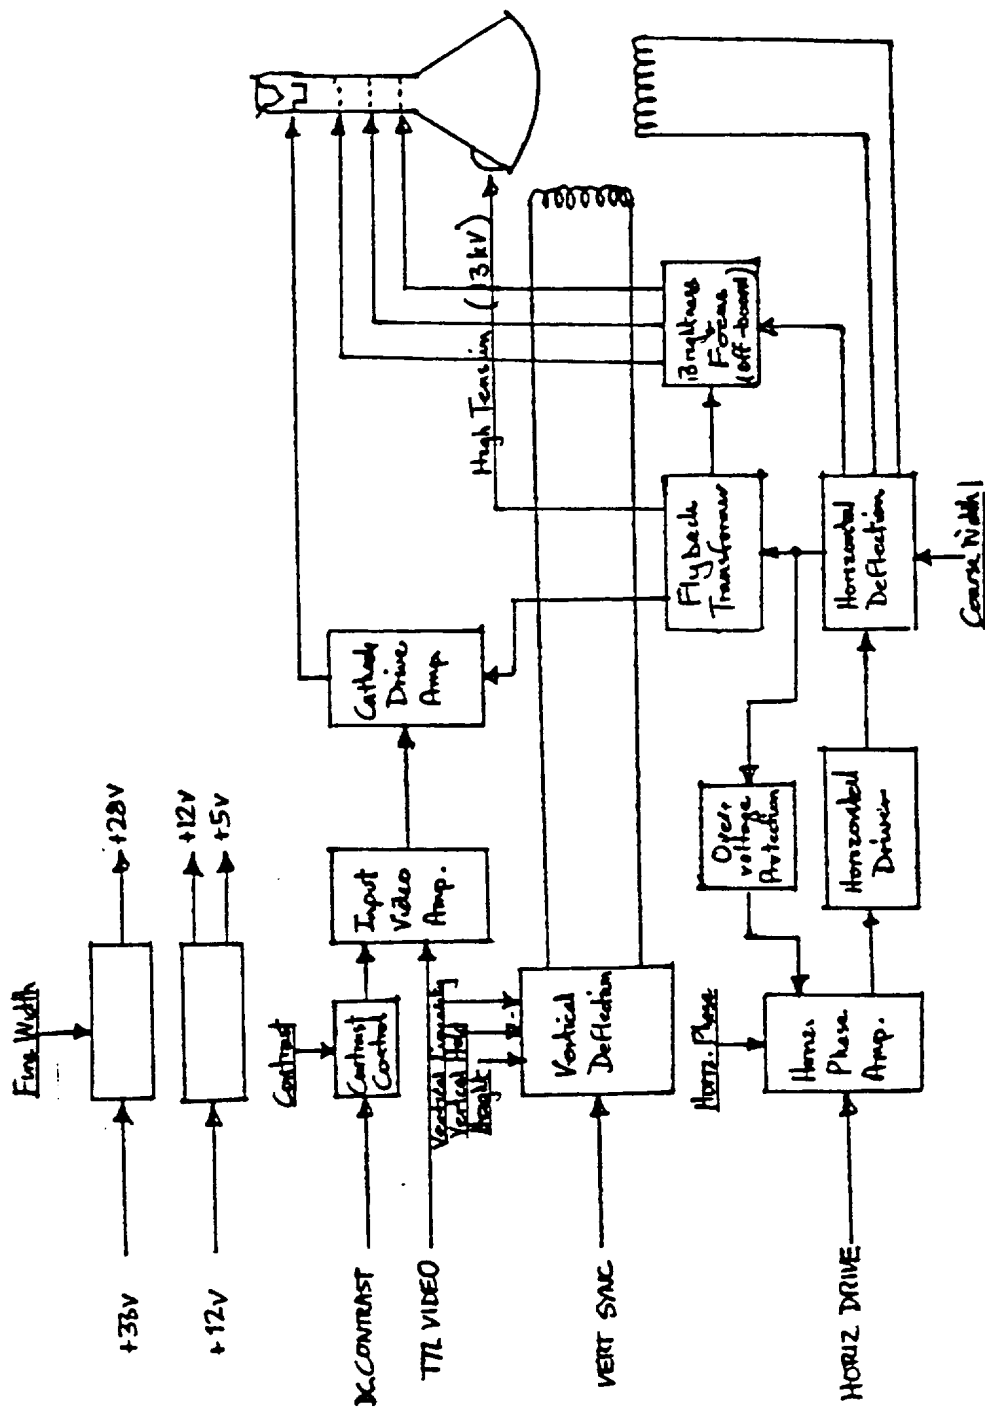 Fine Width
+33V
+28V
+12V
+12V
+5V
Contrast
DC.CONTRAST
Contrast
Control
TTL VIDEO
Input
Video
Amp.
Cathode
Drive
Amp.
Vertical Linearity
Vertical Hold
Height
VERT SYNC
Vertical
Deflection
High Tension (13kV)
Brightness
Focus
(off-board)
Flyback
Transformer
Over-
voltage
Protection
Horiz. Phase
HORIZ DRIVE
Horiz
Phase
Amp.
Horizontal
Driver
Horizontal
Deflection
Coarse Width